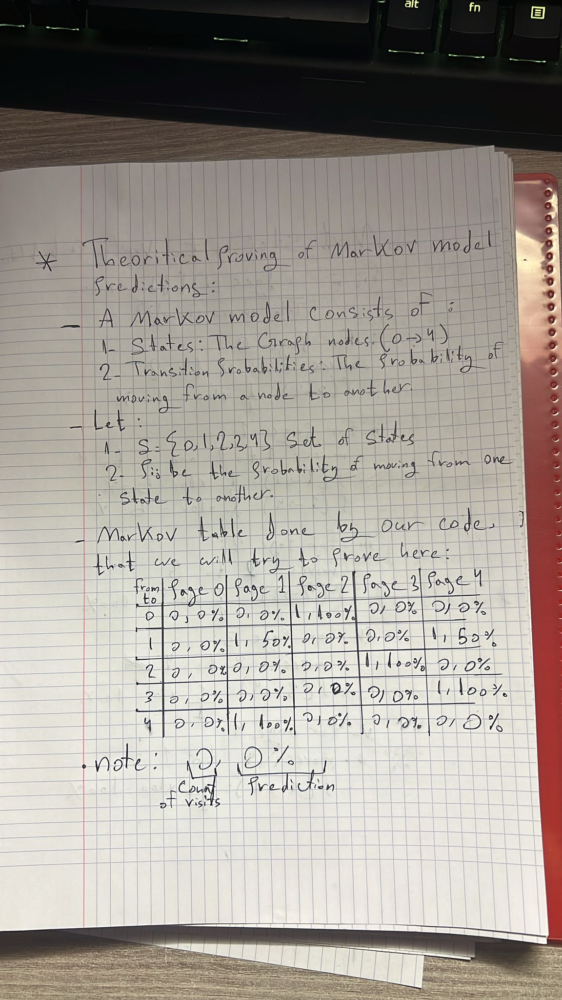 alt fn
* Theoritical Proving of Markov model
Predictions:
- A Markov model consists of :
1- States: The Graph nodes. (0→4)
2- Transition Probabilities: The Probability of
moving from a node to another.
- Let :
1- S = {0,1,2,3,4} Set of states
2- Pij be the Probability of moving from one
state to another.
- Markov table done by our code,
that we will try to Prove here:
from to | Page 0 | Page 1 | Page 2 | Page 3 | Page 4
0 | 0, 0% | 0, 0% | 1, 100% | 0, 0% | 0, 0%
1 | 0, 0% | 1, 50% | 0, 0% | 0, 0% | 1, 50%
2 | 0, 0% | 0, 0% | 0, 0% | 1, 100% | 0, 0%
3 | 0, 0% | 0, 0% | 0, 0% | 0, 0% | 1, 100%
4 | 0, 0% | 1, 100% | 0, 0% | 0, 0% | 0, 0%
• note: 0, 0%
Count Prediction
of visits